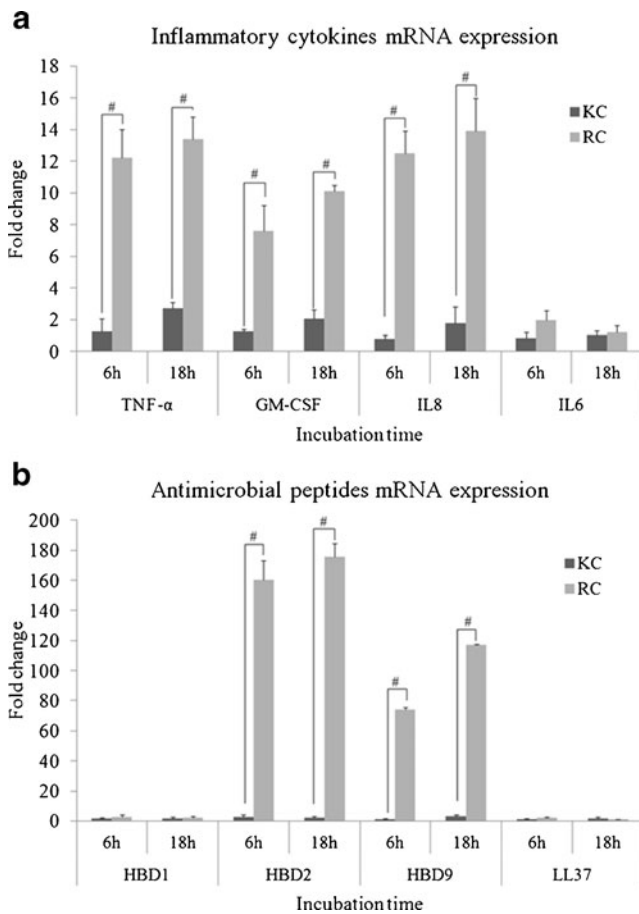 a
Inflammatory cytokines mRNA expression
18
16
14
12
10
8
6
4
2
0
Fold change
# # # # # #
KC
RC
6h 18h 6h 18h 6h 18h 6h 18h
TNF-α GM-CSF IL8 IL6
Incubation time
b
Antimicrobial peptides mRNA expression
200
180
160
140
120
100
80
60
40
20
0
Fold change
# # # #
KC
RC
6h 18h 6h 18h 6h 18h 6h 18h
HBD1 HBD2 HBD9 LL37
Incubation time